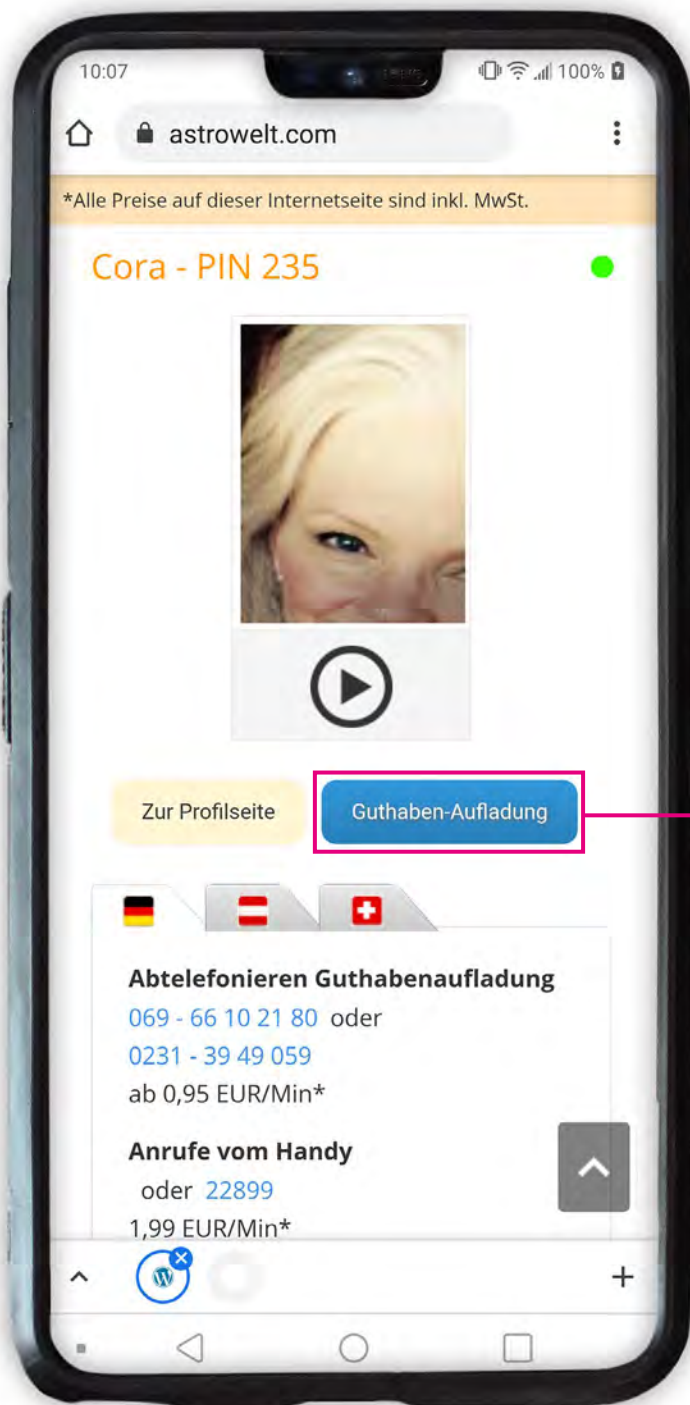 10:07
100%
astrowelt.com
*Alle Preise auf dieser Internetseite sind inkl. MwSt.
Cora - PIN 235
Zur Profilseite
Guthaben-Aufladung
Abtelefonieren Guthabenaufladung
069 - 66 10 21 80 oder
0231 - 39 49 059
ab 0,95 EUR/Min*
Anrufe vom Handy
oder 22899
1,99 EUR/Min*